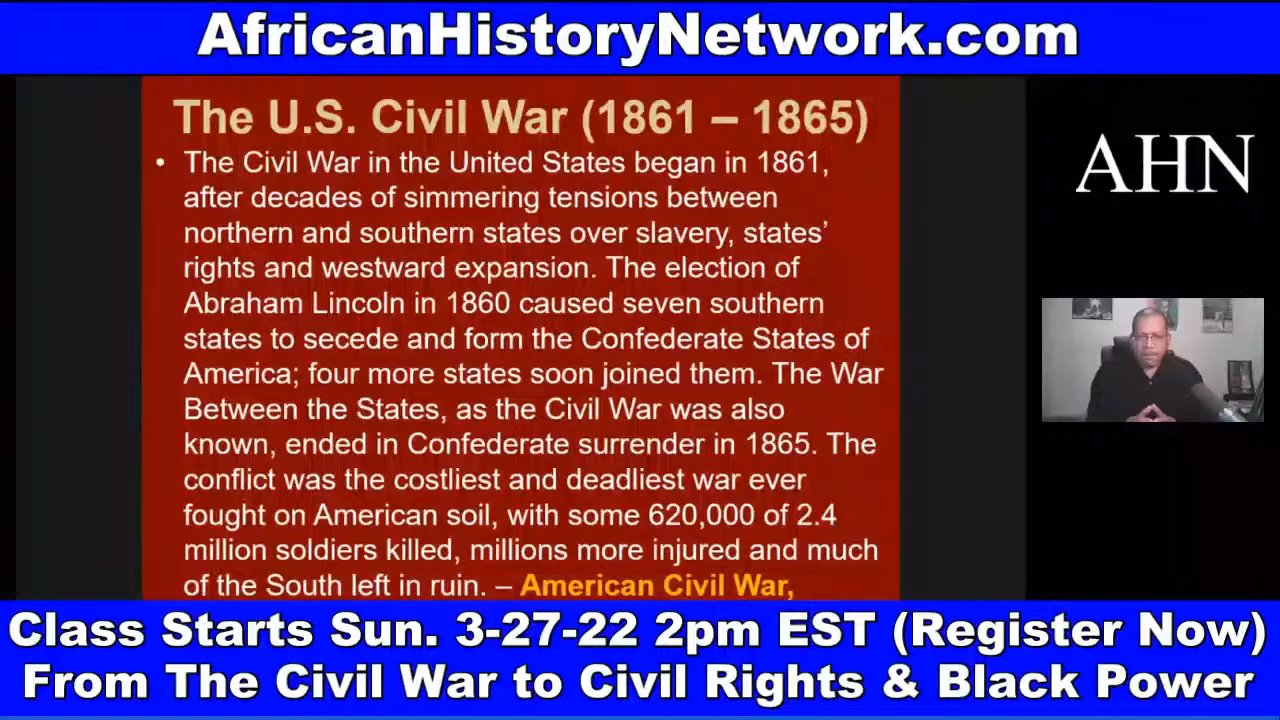 AfricanHistoryNetwork.com
The U.S. Civil War (1861 – 1865)
• The Civil War in the United States began in 1861,
after decades of simmering tensions between
northern and southern states over slavery, states’
rights and westward expansion. The election of
Abraham Lincoln in 1860 caused seven southern
states to secede and form the Confederate States of
America; four more states soon joined them. The War
Between the States, as the Civil War was also
known, ended in Confederate surrender in 1865. The
conflict was the costliest and deadliest war ever
fought on American soil, with some 620,000 of 2.4
million soldiers killed, millions more injured and much
of the South left in ruin. – American Civil War,
AHN
Class Starts Sun. 3-27-22 2pm EST (Register Now)
From The Civil War to Civil Rights & Black Power